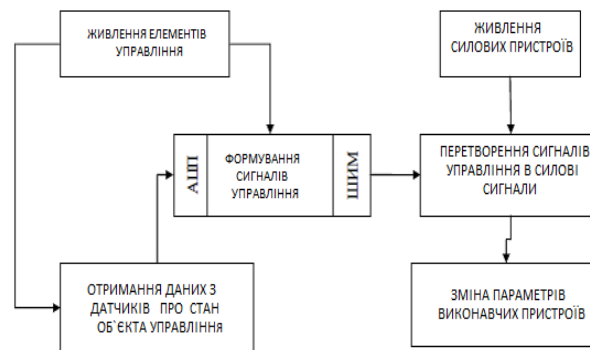 ЖИВЛЕННЯ ЕЛЕМЕНТІВ
УПРАВЛІННЯ
ЖИВЛЕННЯ
СИЛОВИХ ПРИСТРОЇВ
АЦП
ФОРМУВАННЯ
СИГНАЛІВ
УПРАВЛІННЯ
ШИМ
ПЕРЕТВОРЕННЯ СИГНАЛІВ
УПРАВЛІННЯ В СИЛОВІ
СИГНАЛИ
ОТРИМАННЯ ДАНИХ З
ДАТЧИКІВ ПРО СТАН
ОБ`ЄКТА УПРАВЛІННЯ
ЗМІНА ПАРАМЕТРІВ
ВИКОНАВЧИХ ПРИСТРОЇВ